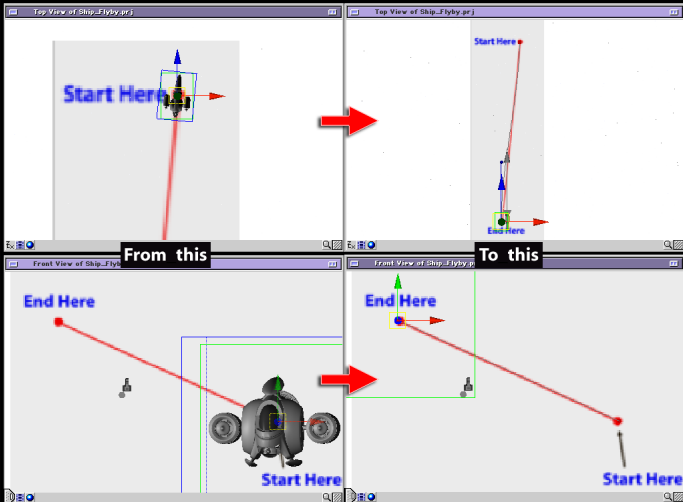 Top View of Ship_Flyby.prj
Top View of Ship_Flyby.prj
Start Here
Start Here
End Here
From this
To this
Front View of Ship_Flyb
Front View of Ship_Flyby.p
End Here
End Here
Start Here
Start Here